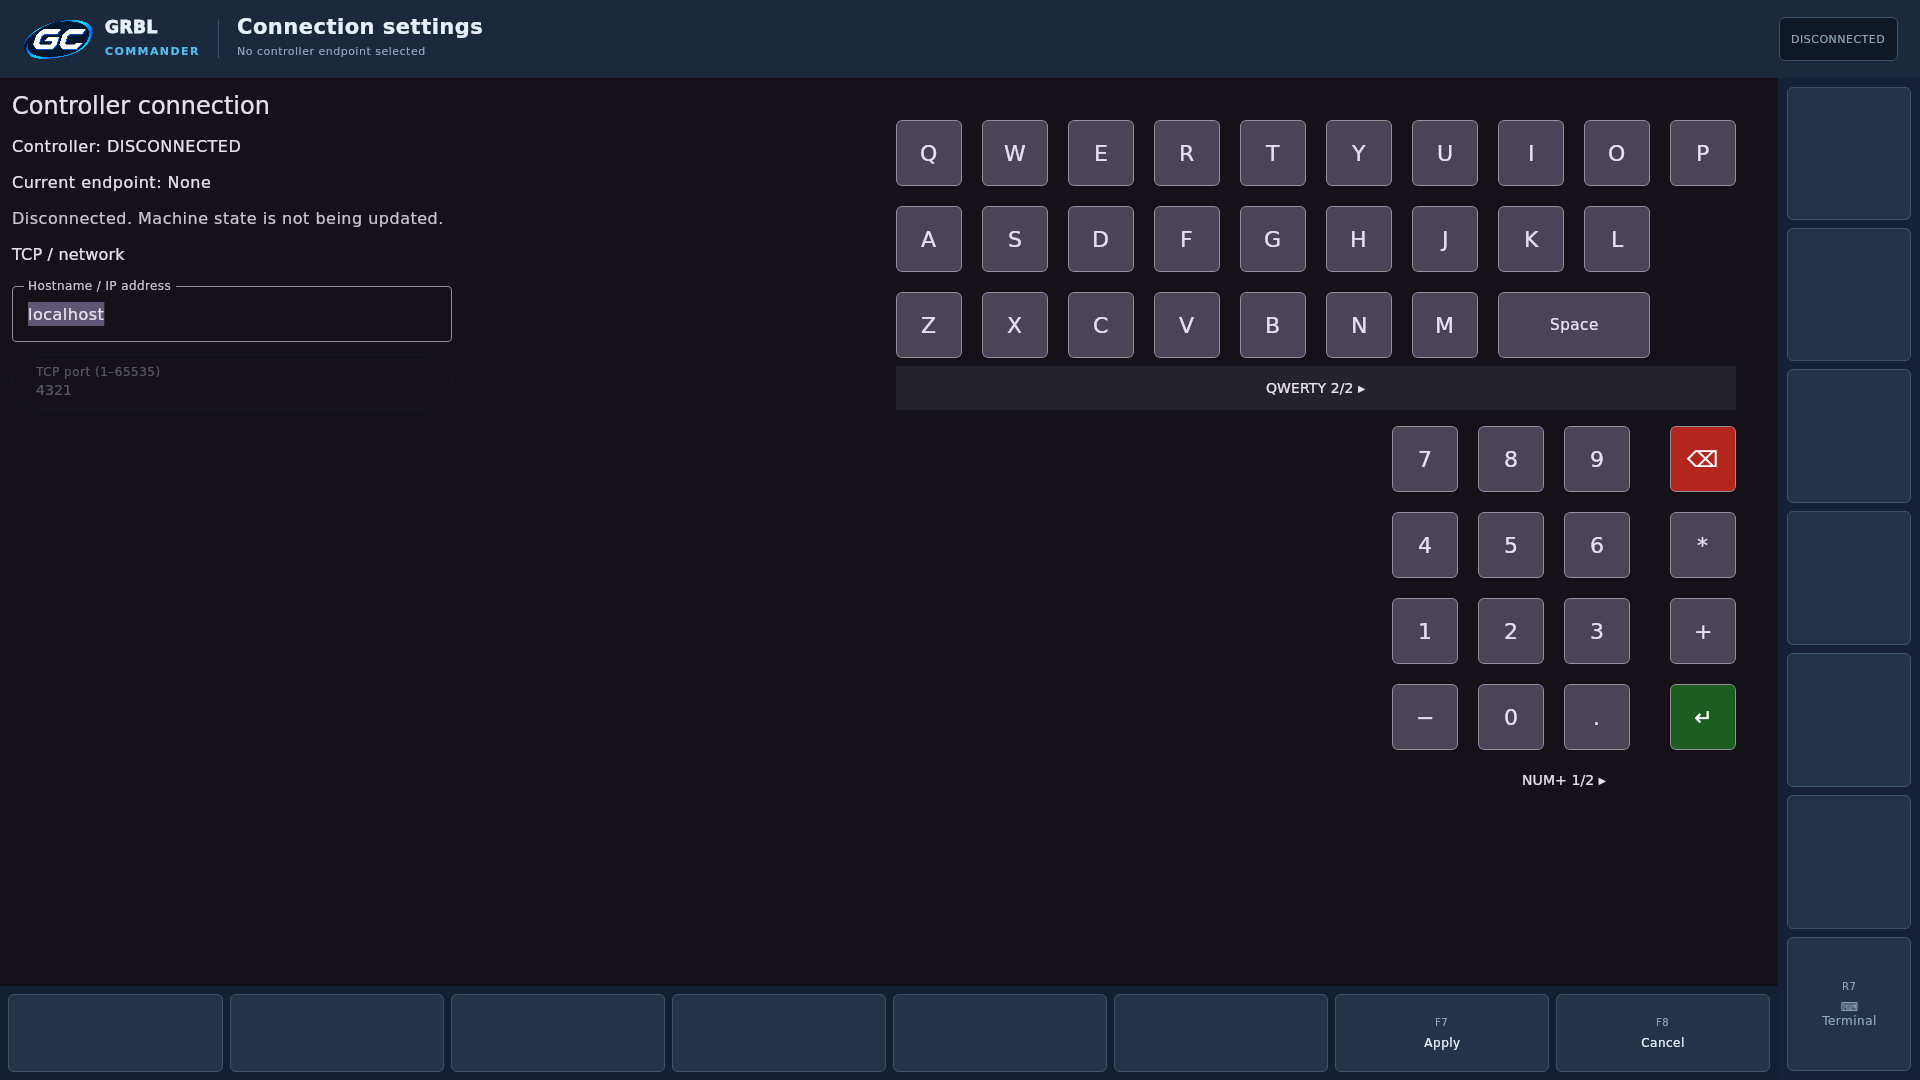 GC
GRBL
COMMANDER
Connection settings
No controller endpoint selected
DISCONNECTED
Controller connection
Controller: DISCONNECTED
Current endpoint: None
Disconnected. Machine state is not being updated.
TCP / network
Hostname / IP address
localhost
TCP port (1–65535)
4321
Q W E R T Y U I O P
A S D F G H J K L
Z X C V B N M Space
QWERTY 2/2 ▸
7 8 9 ⌫
4 5 6 *
1 2 3 +
− 0 . ↵
NUM+ 1/2 ▸
F7
Apply
F8
Cancel
R7
⌨
Terminal